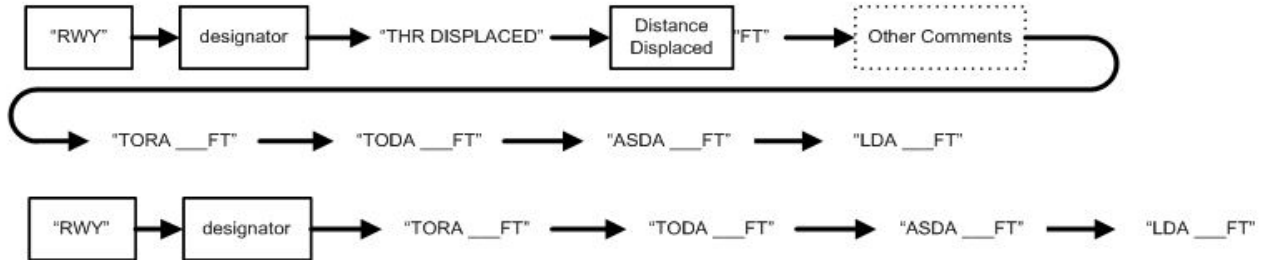 “RWY” designator “THR DISPLACED” Distance Displaced “FT” Other Comments
“TORA ___FT” “TODA ___FT” “ASDA ___FT” “LDA ___FT”
“RWY” designator “TORA ___FT” “TODA ___FT” “ASDA ___FT” “LDA ___FT”